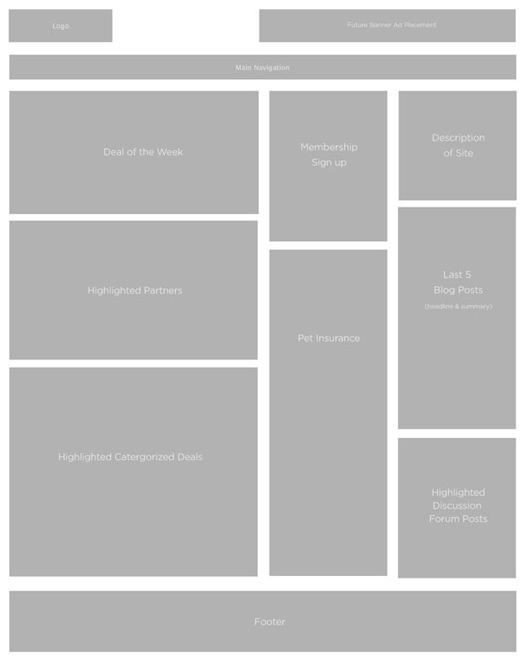 Logo
Future Banner Ad Placement
Main Navigation
Deal of the Week
Highlighted Partners
Highlighted Catergorized Deals
Membership
Sign up
Pet Insurance
Description
of Site
Last 5
Blog Posts
(headline & summary)
Highlighted
Discussion
Forum Posts
Footer